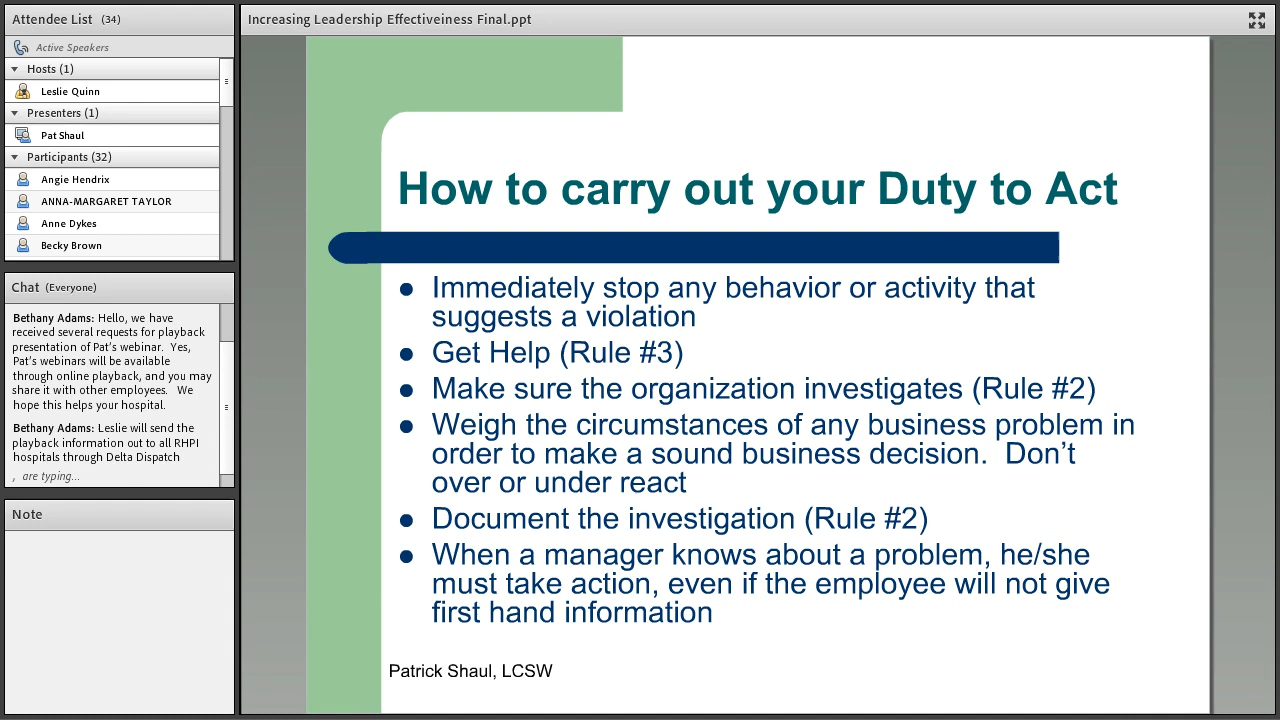 Attendee List (34)
Active Speakers
Hosts (1)
Leslie Quinn
Presenters (1)
Pat Shaul
Participants (32)
Angie Hendrix
ANNA-MARGARET TAYLOR
Anne Dykes
Becky Brown
Chat (Everyone)
Bethany Adams: Hello, we have
received several requests for playback
presentation of Pat's webinar. Yes,
Pat's webinars will be available
through online playback, and you may
share it with other employees. We
hope this helps your hospital.
Bethany Adams: Leslie will send the
playback information out to all RHPI
hospitals through Delta Dispatch
, are typing...
Note
Increasing Leadership Effectiveiness Final.ppt
How to carry out your Duty to Act
● Immediately stop any behavior or activity that
suggests a violation
● Get Help (Rule #3)
● Make sure the organization investigates (Rule #2)
● Weigh the circumstances of any business problem in
order to make a sound business decision.  Don't
over or under react
● Document the investigation (Rule #2)
● When a manager knows about a problem, he/she
must take action, even if the employee will not give
first hand information
Patrick Shaul, LCSW